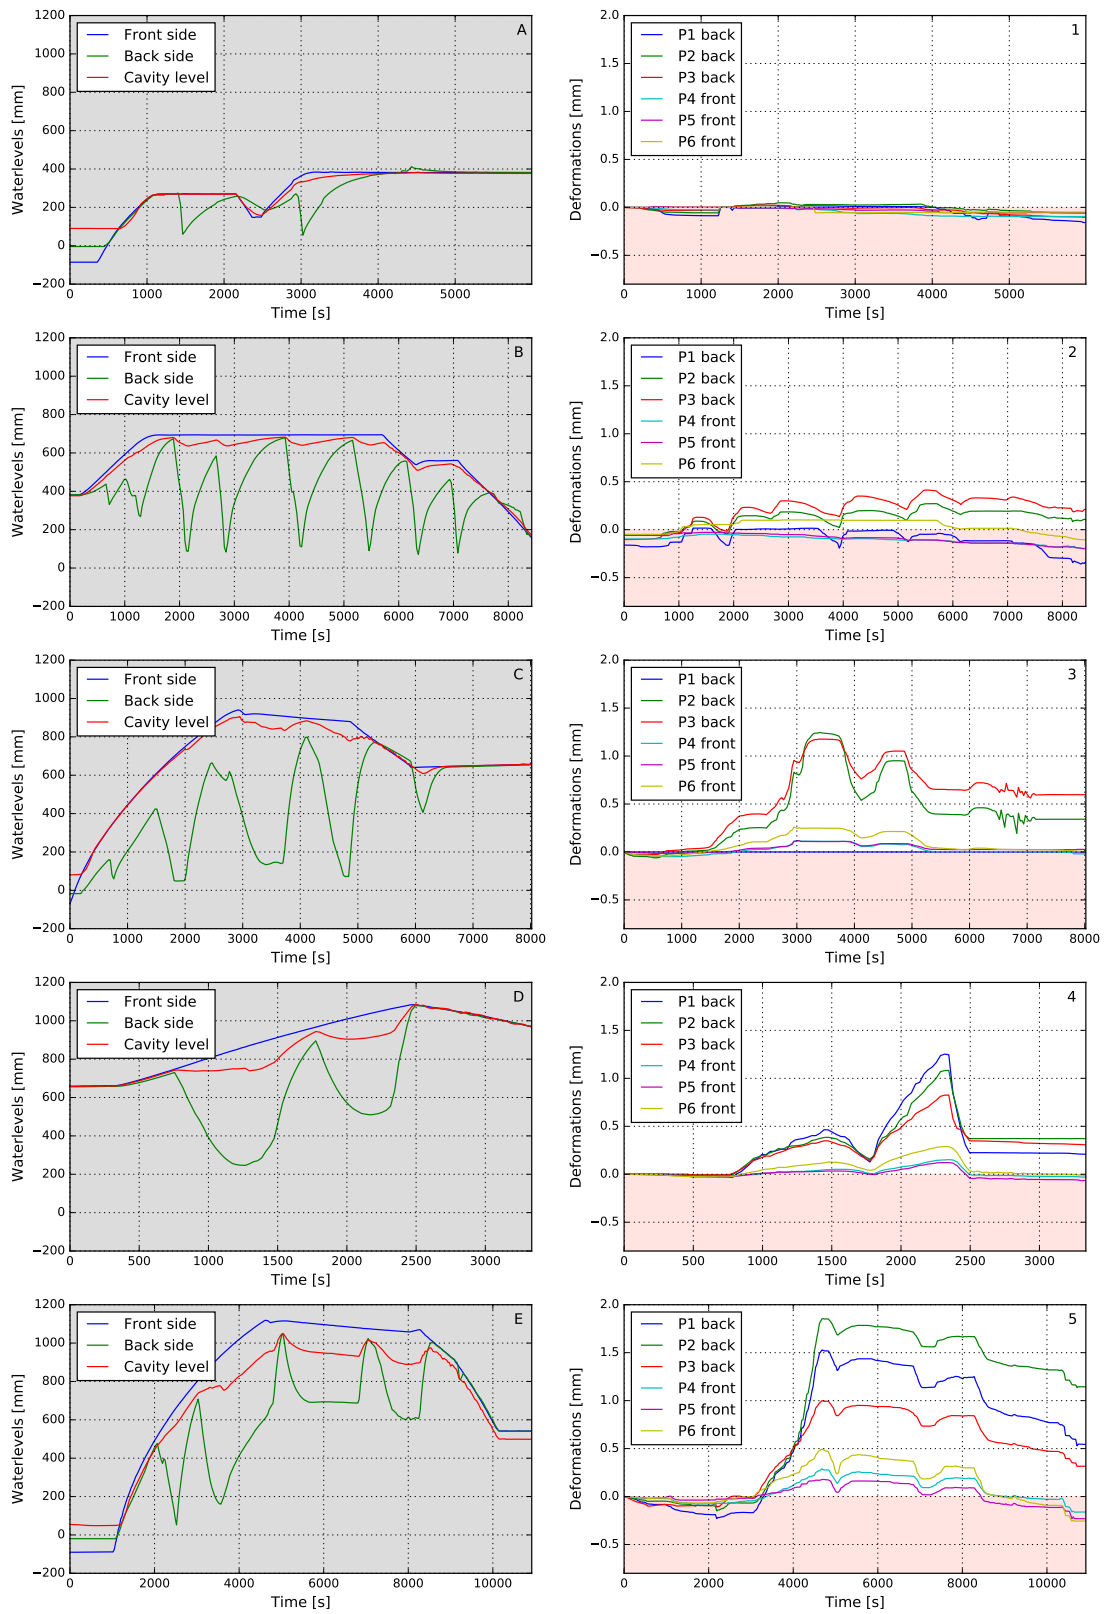 A
Front side
Back side
Cavity level
1200
1000
800
600
400
200
0
−200
Waterlevels [mm]
0 1000 2000 3000 4000 5000
Time [s]
1
P1 back
P2 back
P3 back
P4 front
P5 front
P6 front
2.0
1.5
1.0
0.5
0.0
−0.5
Deformations [mm]
0 1000 2000 3000 4000 5000
Time [s]
B
Front side
Back side
Cavity level
1200
1000
800
600
400
200
0
−200
Waterlevels [mm]
0 1000 2000 3000 4000 5000 6000 7000 8000
Time [s]
2
P1 back
P2 back
P3 back
P4 front
P5 front
P6 front
2.0
1.5
1.0
0.5
0.0
−0.5
Deformations [mm]
0 1000 2000 3000 4000 5000 6000 7000 8000
Time [s]
C
Front side
Back side
Cavity level
1200
1000
800
600
400
200
0
−200
Waterlevels [mm]
0 1000 2000 3000 4000 5000 6000 7000 8000
Time [s]
3
P1 back
P2 back
P3 back
P4 front
P5 front
P6 front
2.0
1.5
1.0
0.5
0.0
−0.5
Deformations [mm]
0 1000 2000 3000 4000 5000 6000 7000 8000
Time [s]
D
Front side
Back side
Cavity level
1200
1000
800
600
400
200
0
−200
Waterlevels [mm]
0 500 1000 1500 2000 2500 3000
Time [s]
4
P1 back
P2 back
P3 back
P4 front
P5 front
P6 front
2.0
1.5
1.0
0.5
0.0
−0.5
Deformations [mm]
0 500 1000 1500 2000 2500 3000
Time [s]
E
Front side
Back side
Cavity level
1200
1000
800
600
400
200
0
−200
Waterlevels [mm]
0 2000 4000 6000 8000 10000
Time [s]
5
P1 back
P2 back
P3 back
P4 front
P5 front
P6 front
2.0
1.5
1.0
0.5
0.0
−0.5
Deformations [mm]
0 2000 4000 6000 8000 10000
Time [s]